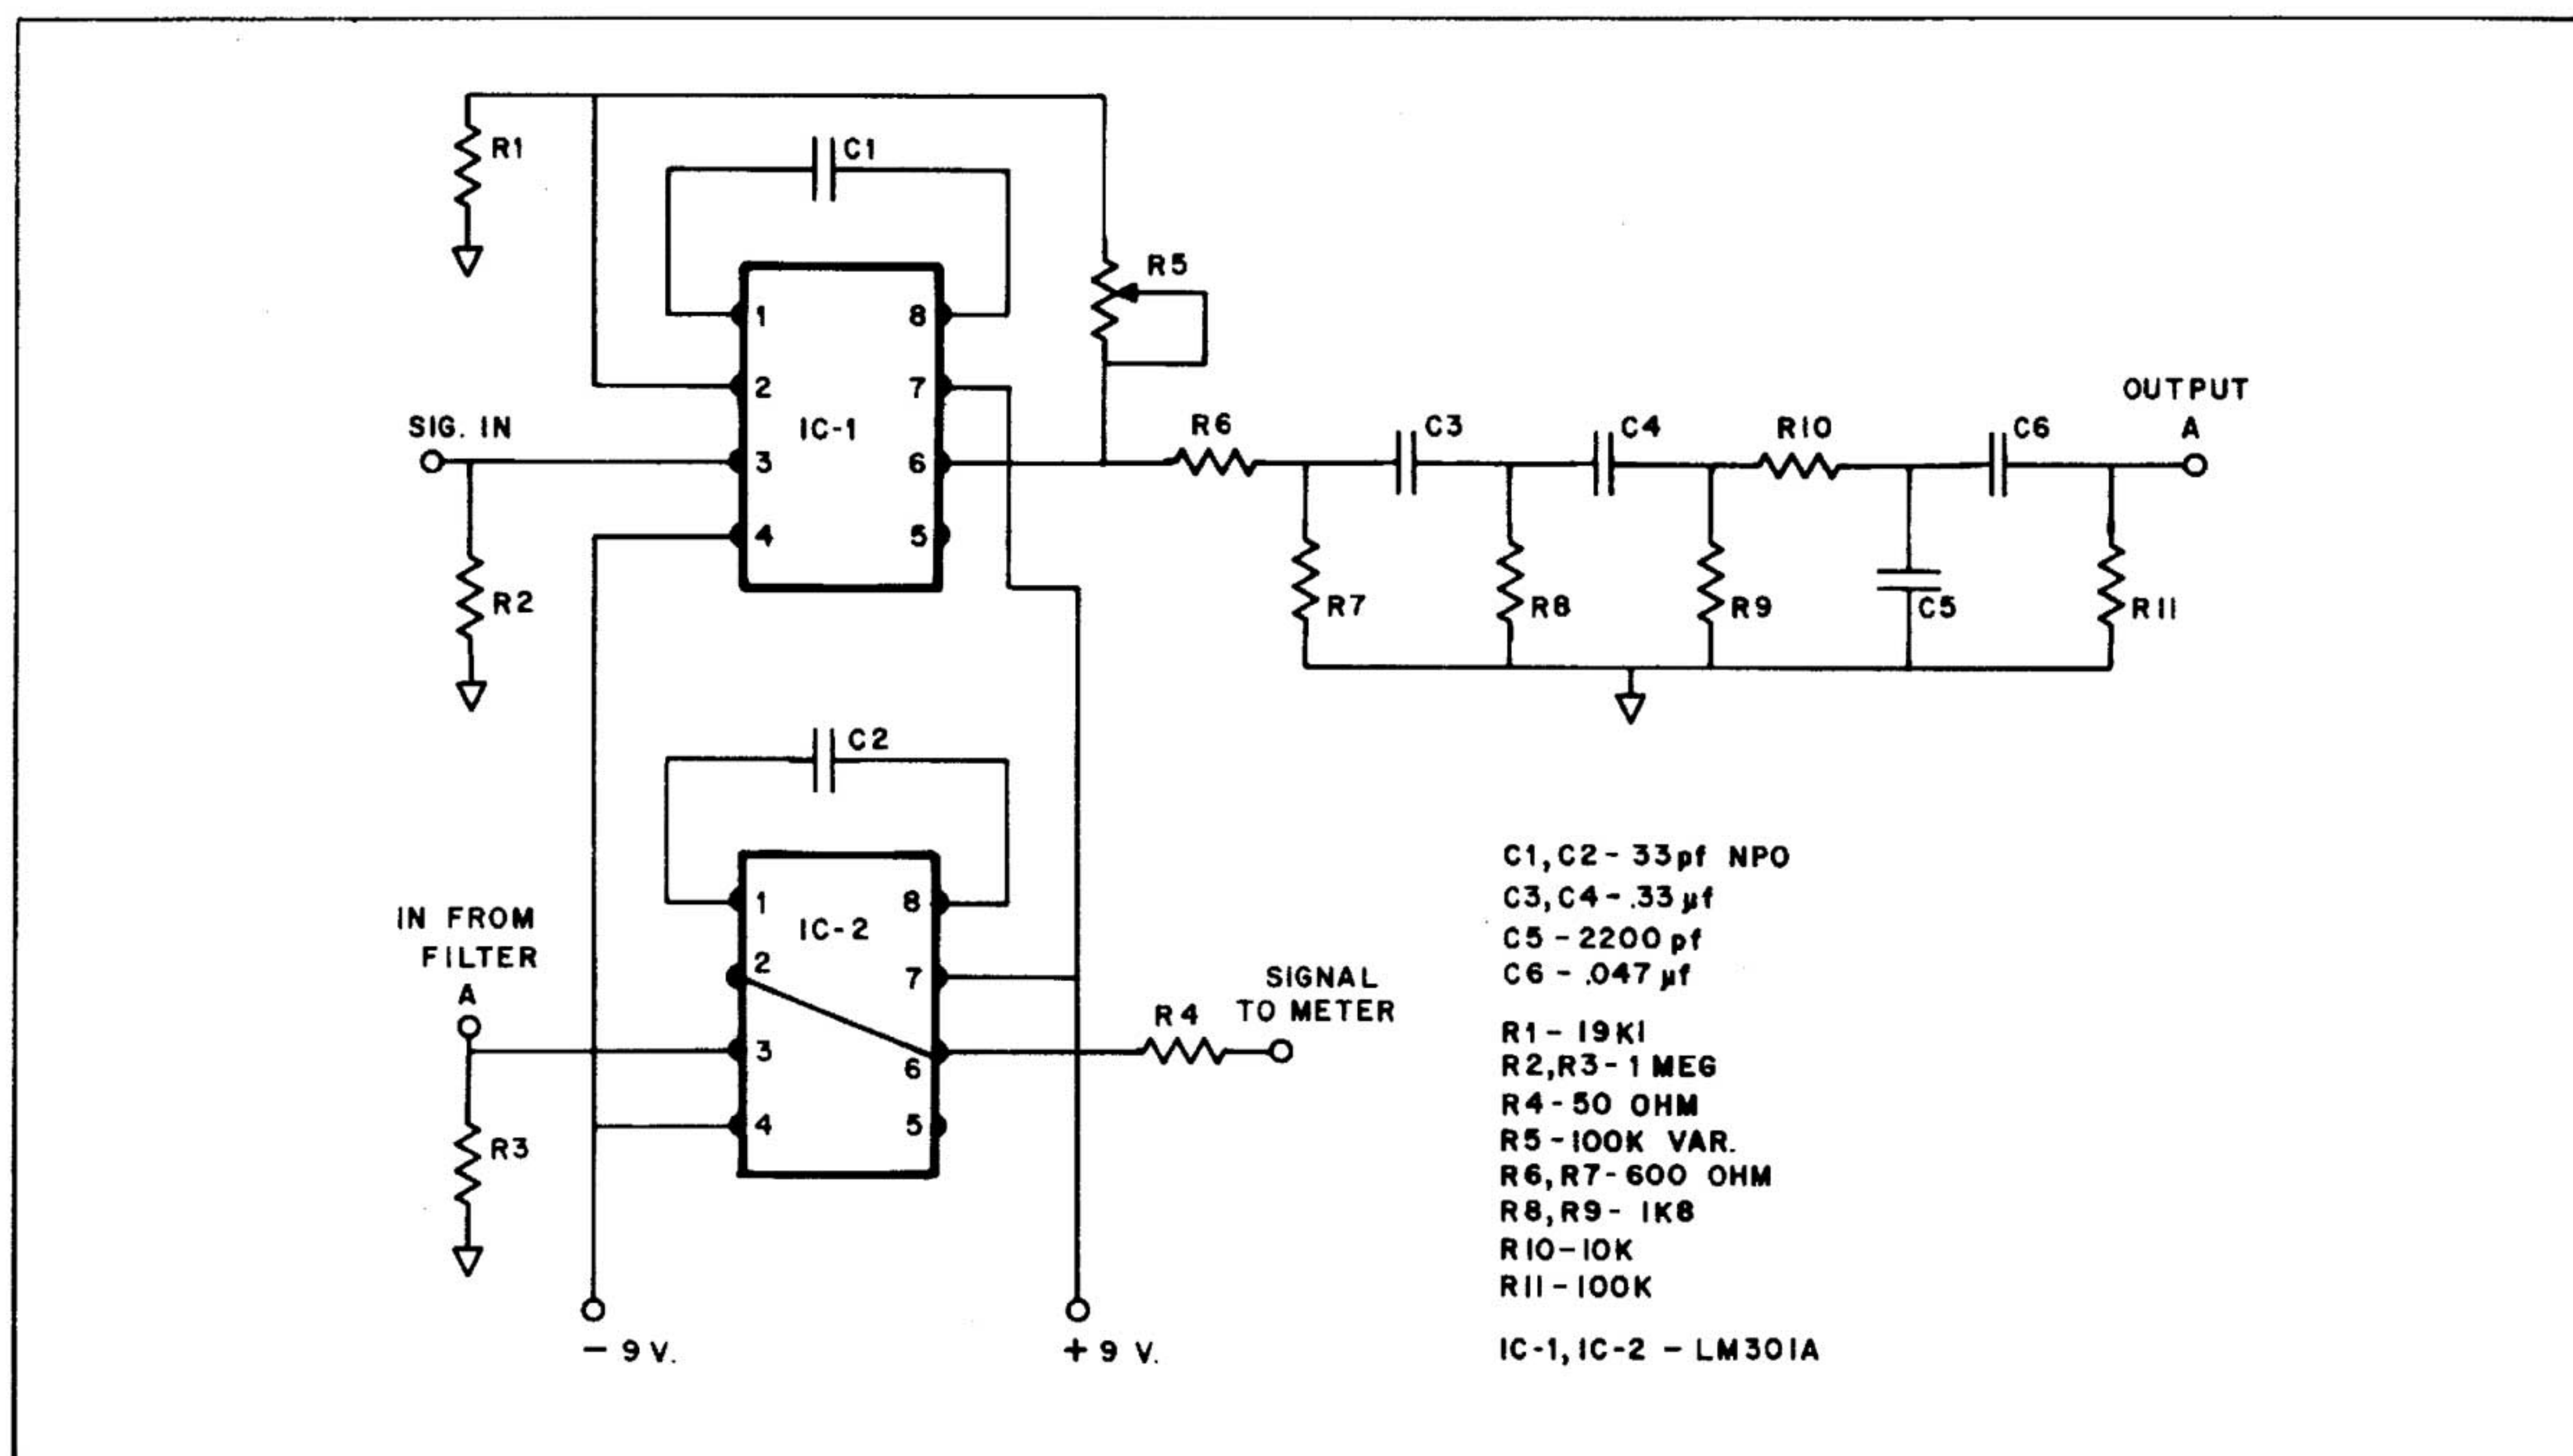 R1
C1
R5
1
8
2
7
IC-1
SIG. IN
3
6
4
5
R2
R6
C3
C4
R10
C6
OUTPUT
A
R7
R8
R9
C5
R11
C2
1
8
IC-2
2
7
3
6
4
5
IN FROM
FILTER
A
R3
R4
SIGNAL
TO METER
- 9 V.
+ 9 V.
C1, C2 - 33pf NPO
C3, C4 - .33 µf
C5 - 2200 pf
C6 - .047 µf
R1 - 19K1
R2, R3 - 1 MEG
R4 - 50 OHM
R5 - 100K VAR.
R6, R7 - 600 OHM
R8, R9 - 1K8
R10 - 10K
R11 - 100K
IC-1, IC-2 - LM301A